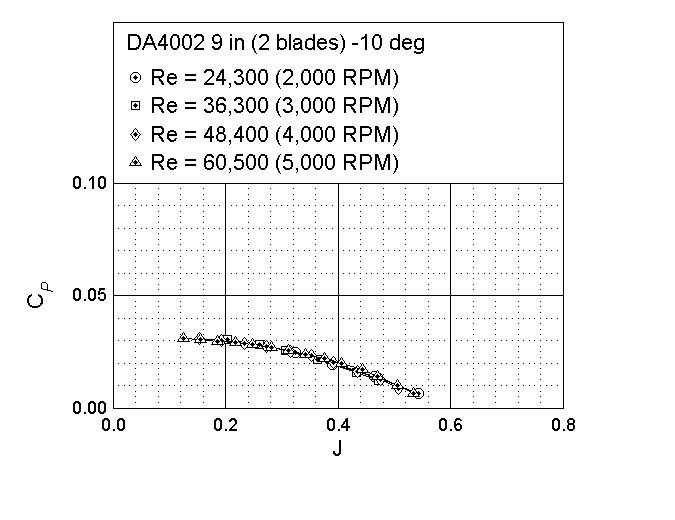 DA4002 9 in (2 blades) -10 deg
Re = 24,300 (2,000 RPM)
Re = 36,300 (3,000 RPM)
Re = 48,400 (4,000 RPM)
Re = 60,500 (5,000 RPM)
0.10
0.05
0.00
C_P
0.0 0.2 0.4 0.6 0.8
J